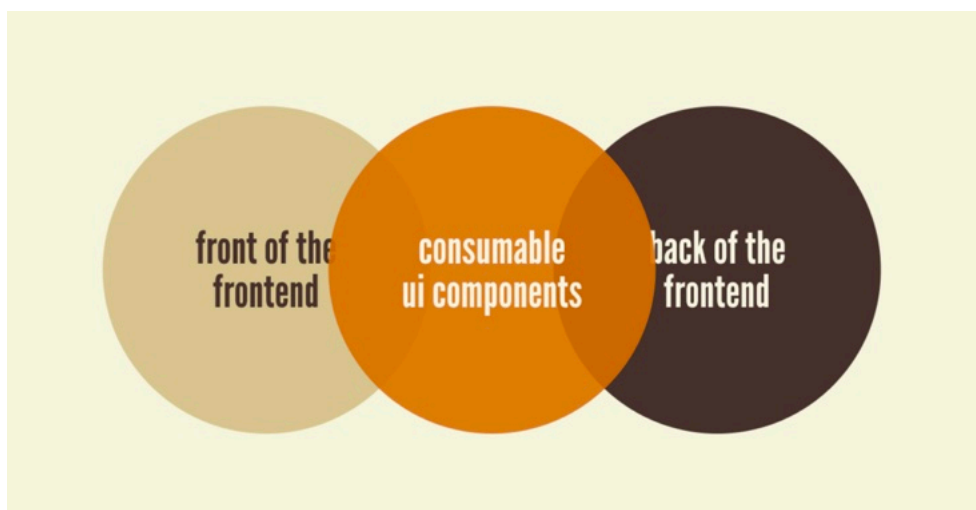 front of the
frontend
consumable
ui components
back of the
frontend